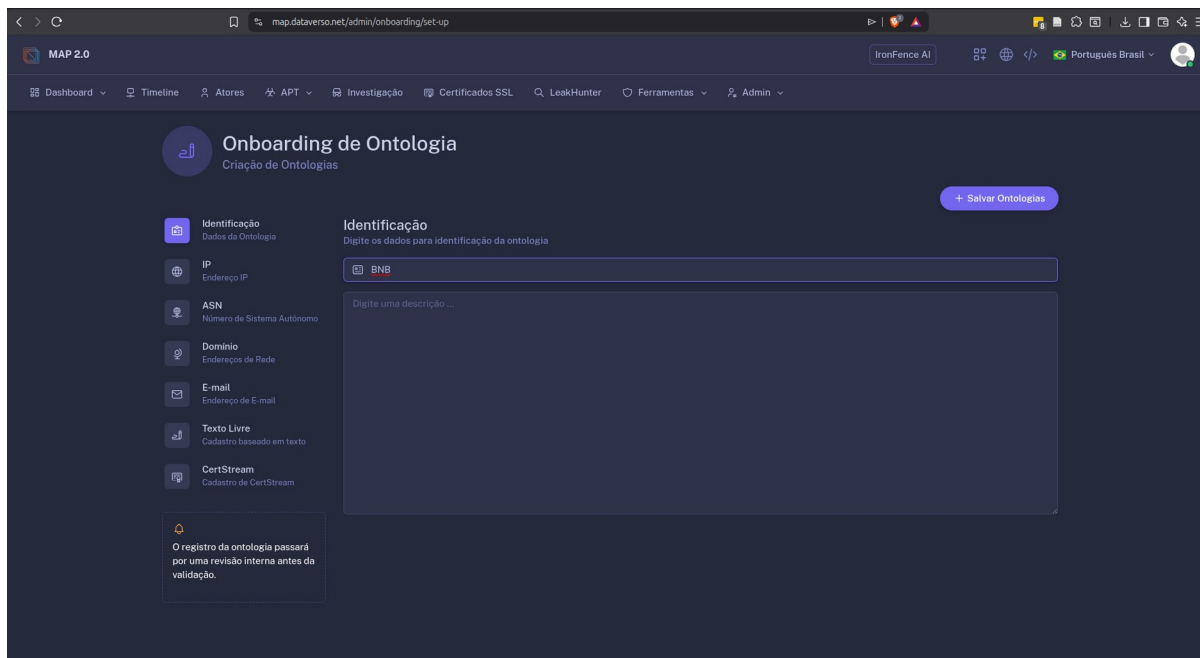 map.dataverso.net/admin/onboarding/set-up
MAP 2.0
IronFence AI
Português Brasil
Dashboard
Timeline
Atores
APT
Investigação
Certificados SSL
LeakHunter
Ferramentas
Admin
Onboarding de Ontologia
Criação de Ontologias
+ Salvar Ontologias
Identificação
Dados da Ontologia
IP
Endereço IP
ASN
Número de Sistema Autônomo
Domínio
Endereços de Rede
E-mail
Endereço de E-mail
Texto Livre
Cadastro baseado em texto
CertStream
Cadastro de CertStream
O registro da ontologia passará
por uma revisão interna antes da
validação.
Identificação
Digite os dados para identificação da ontologia
BNB
Digite uma descrição ...